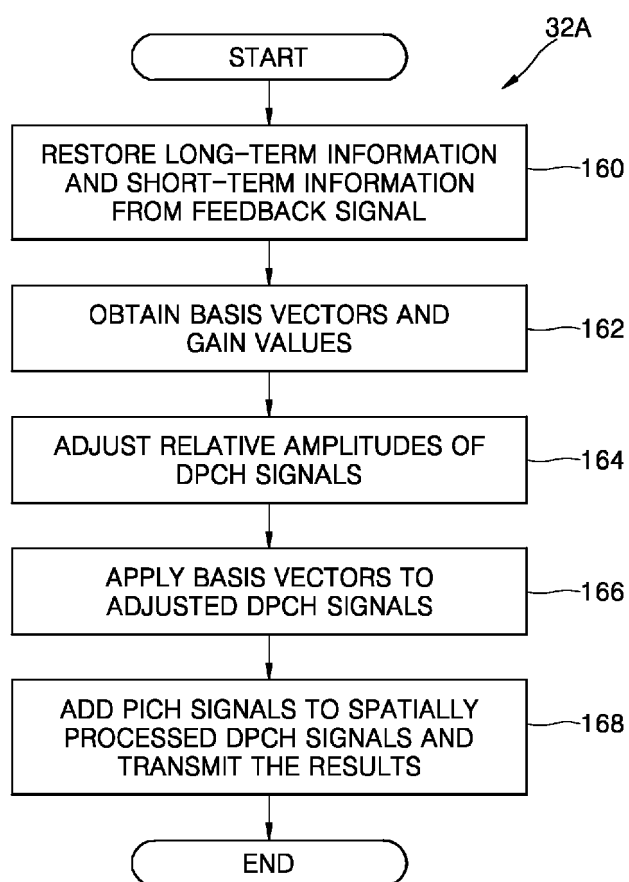 32A
START
RESTORE LONG-TERM INFORMATION
AND SHORT-TERM INFORMATION
FROM FEEDBACK SIGNAL
160
OBTAIN BASIS VECTORS AND
GAIN VALUES
162
ADJUST RELATIVE AMPLITUDES OF
DPCH SIGNALS
164
APPLY BASIS VECTORS TO
ADJUSTED DPCH SIGNALS
166
ADD PICH SIGNALS TO SPATIALLY
PROCESSED DPCH SIGNALS AND
TRANSMIT THE RESULTS
168
END